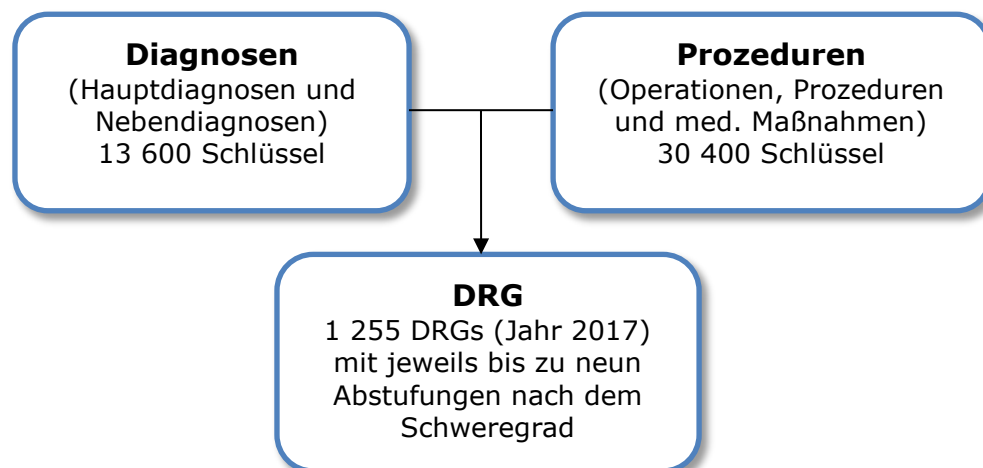 Diagnosen
(Hauptdiagnosen und
Nebendiagnosen)
13 600 Schlüssel
Prozeduren
(Operationen, Prozeduren
und med. Maßnahmen)
30 400 Schlüssel
DRG
1 255 DRGs (Jahr 2017)
mit jeweils bis zu neun
Abstufungen nach dem
Schweregrad